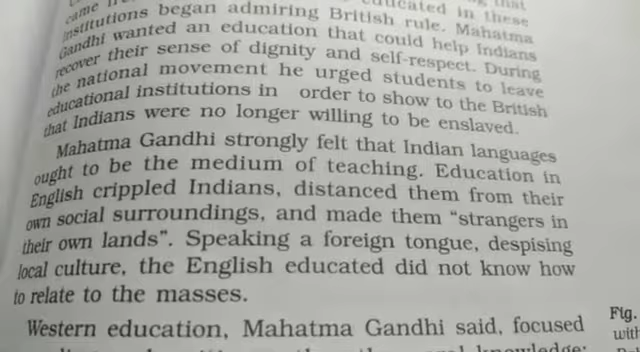 came
educated in these
institutions began admiring British rule. Mahatma
Gandhi wanted an education that could help Indians
recover their sense of dignity and self-respect. During
the national movement he urged students to leave
educational institutions in order to show to the British
that Indians were no longer willing to be enslaved.
Mahatma Gandhi strongly felt that Indian languages
ought to be the medium of teaching. Education in
English crippled Indians, distanced them from their
own social surroundings, and made them “strangers in
their own lands”. Speaking a foreign tongue, despising
local culture, the English educated did not know how
to relate to the masses.
Western education, Mahatma Gandhi said, focused
knowledge;
Fig.
with